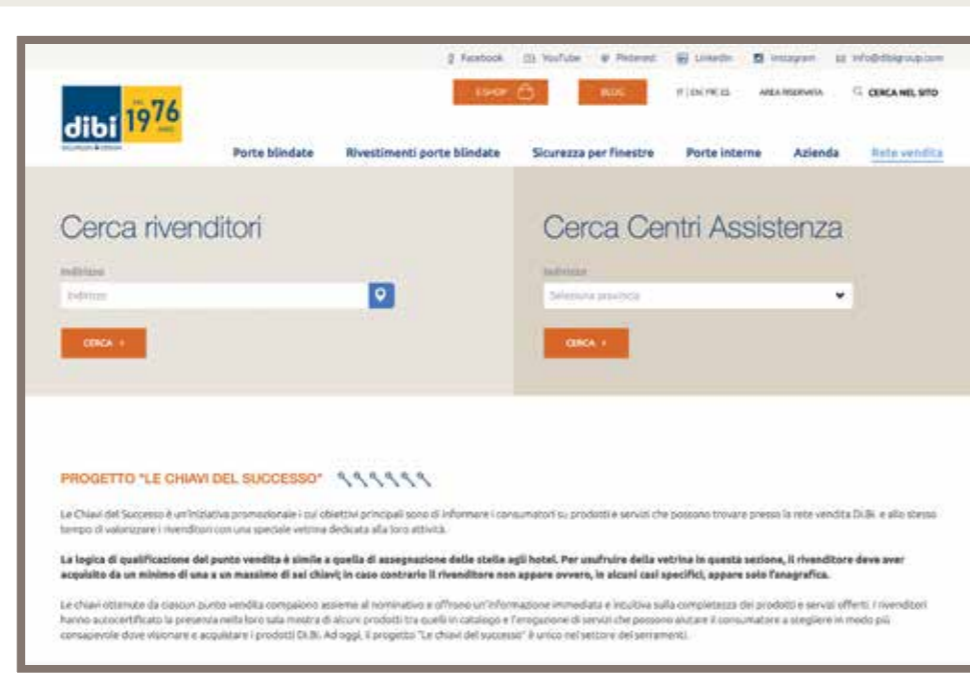 Facebook YouTube Pinterest LinkedIn Instagram info@dibigroup.com
E-SHOP BLOG IT | EN | FR | ES AREA RISERVATA CERCA NEL SITO
dibi 1976
Porte blindate Rivestimenti porte blindate Sicurezza per finestre Porte interne Azienda Rete vendita
Cerca rivenditori
Indirizzo
Indirizzo
CERCA ›
Cerca Centri Assistenza
Indirizzo
Seleziona provincia
CERCA ›
PROGETTO "LE CHIAVI DEL SUCCESSO"
Le Chiavi del Successo è un'iniziativa promozionale i cui obiettivi principali sono di informare i consumatori su prodotti e servizi che possono trovare presso la rete vendita Di.Bi. e allo stesso
tempo di valorizzare i rivenditori con una speciale vetrina dedicata alla loro attività.
La logica di qualificazione del punto vendita è simile a quella di assegnazione delle stelle agli hotel. Per usufruire della vetrina in questa sezione, il rivenditore deve aver
acquisito da un minimo di una a un massimo di sei chiavi; in caso contrario il rivenditore non appare ovvero, in alcuni casi specifici, appare solo l'anagrafica.
Le chiavi ottenute da ciascun punto vendita compaiono assieme al nominativo e offrono un'informazione immediata e intuitiva sulla completezza dei prodotti e servizi offerti. I rivenditori
hanno autocertificato la presenza nella loro sala mostra di alcuni prodotti tra quelli in catalogo e l'erogazione di servizi che possono aiutare il consumatore a scegliere in modo più
consapevole dove visionare e acquistare i prodotti Di.Bi. Ad oggi, il progetto "Le chiavi del successo" è unico nel settore dei serramenti.